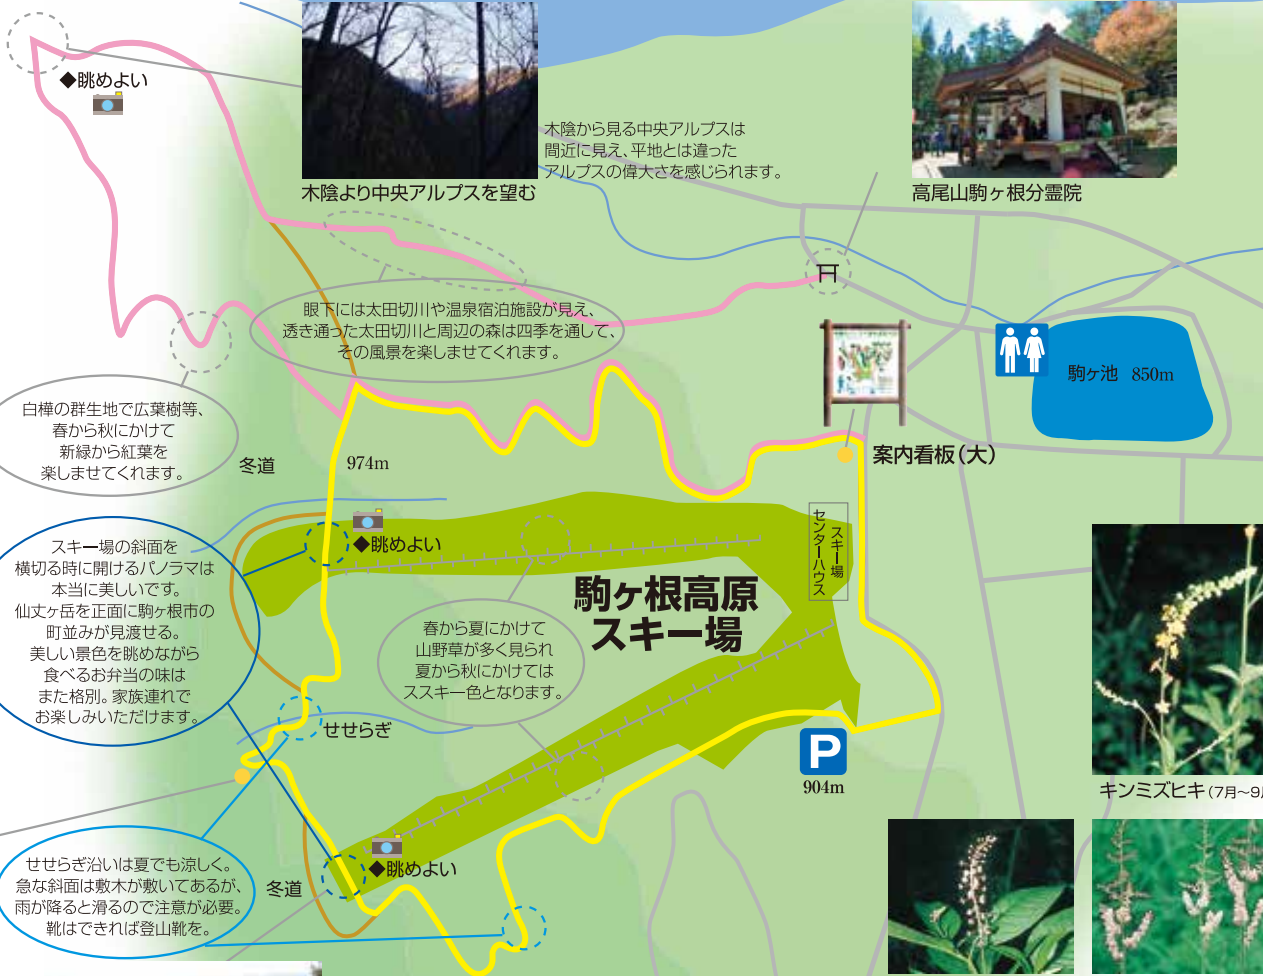 ◆眺めよい
木陰より中央アルプスを望む
木陰から見る中央アルプスは
間近に見え、平地とは違った
アルプスの偉大さを感じられます。
高尾山駒ヶ根分霊院
眼下には太田切川や温泉宿泊施設が見え、
透き通った太田切川と周辺の森は四季を通して、
その風景を楽しませてくれます。
駒ヶ池 850m
白樺の群生地で広葉樹等、
春から秋にかけて
新緑から紅葉を
楽しませてくれます。
冬道
974m
案内看板（大）
スキー場
センターハウス
◆眺めよい
スキー場の斜面を
横切る時に開けるパノラマは
本当に美しいです。
仙丈ヶ岳を正面に駒ヶ根市の
町並みが見渡せる。
美しい景色を眺めながら
食べるお弁当の味は
また格別。家族連れで
お楽しみいただけます。
駒ヶ根高原
スキー場
春から夏にかけて
山野草が多く見られ
夏から秋にかけては
ススキ一色となります。
せせらぎ
P
904m
キンミズヒキ（7月～9月
◆眺めよい
せせらぎ沿いは夏でも涼しく。
急な斜面は敷木が敷いてあるが、
雨が降ると滑るので注意が必要。
靴はできれば登山靴を。
冬道